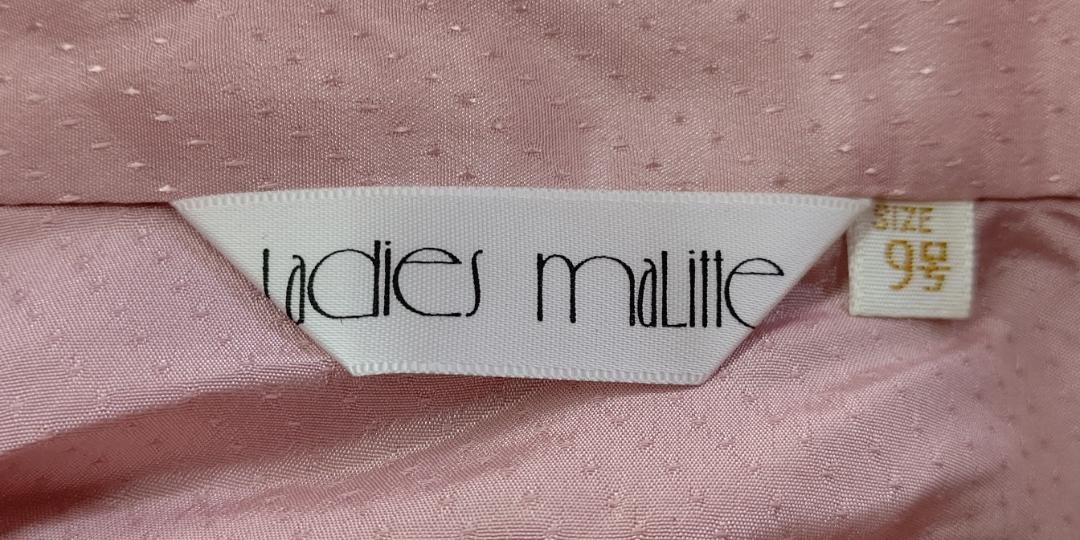 Ladies maLitte
SIZE
9号